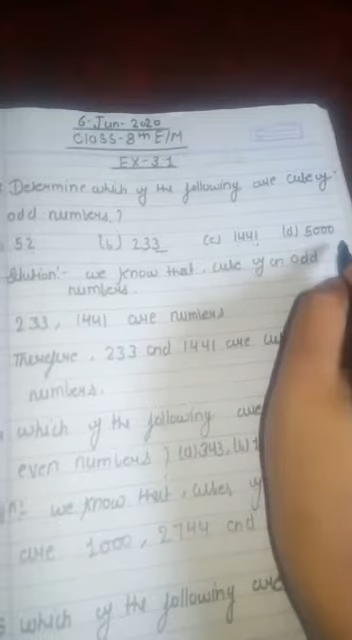 6-Jun-2020
Class-8th E/M
EX-3.1
Determine which of the following are cube of
odd numbers.?
52 (b) 233 (c) 1441 (d) 5000
Solution:- we know that, cube of an odd
numbers.
233, 1441 are numbers
Therefore, 233 and 1441 are
numbers.
which of the following are
even numbers? (a) 343, (b) 1
we know that, cubes of
are 1000, 2744 and
which of the following are